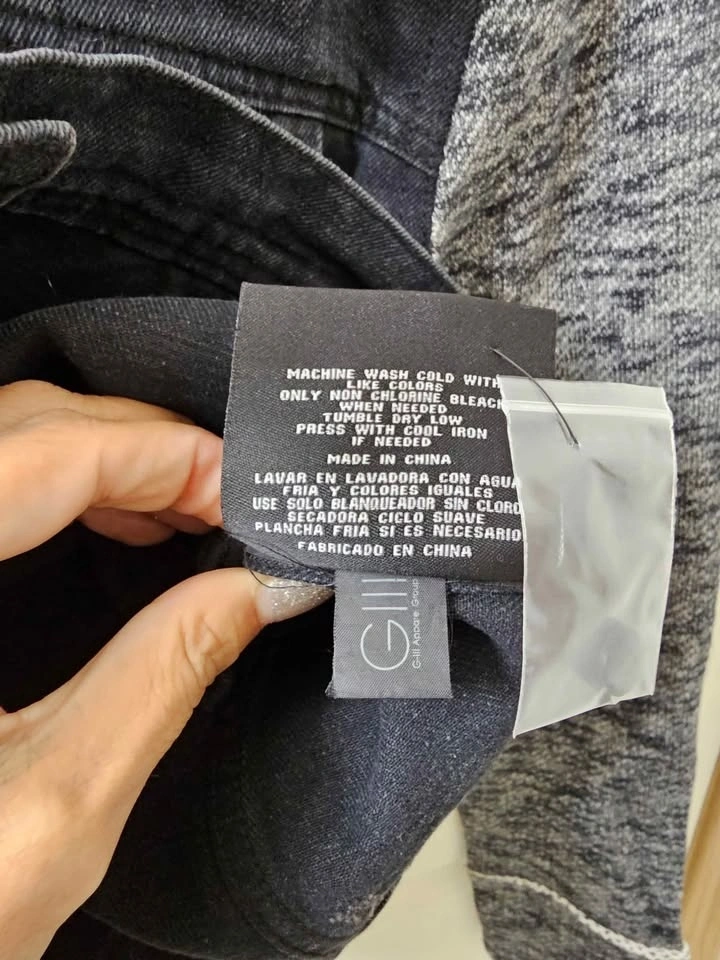 MACHINE WASH COLD WITH
LIKE COLORS
ONLY NON CHLORINE BLEACH
WHEN NEEDED
TUMBLE DRY LOW
PRESS WITH COOL IRON
IF NEEDED
MADE IN CHINA
LAVAR EN LAVADORA CON AGUA
FRIA Y COLORES IGUALES
USE SOLO BLANQUEADOR SIN CLORO
SECADORA CICLO SUAVE
PLANCHA FRIA SI ES NECESARIO
FABRICADO EN CHINA
GIII
G-III Apparel Group